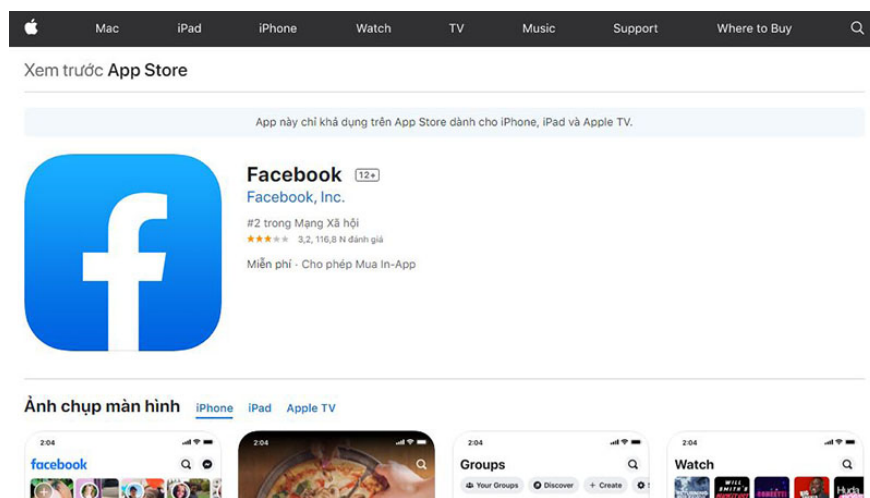 Mac iPad iPhone Watch TV Music Support Where to Buy
Xem trước App Store
App này chỉ khả dụng trên App Store dành cho iPhone, iPad và Apple TV.
Facebook 12+
Facebook, Inc.
#2 trong Mạng Xã hội
3,2, 116,8 N đánh giá
Miễn phí · Cho phép Mua In-App
Ảnh chụp màn hình iPhone iPad Apple TV
2:04 2:04 2:04 2:04
facebook Groups Watch
Your Groups Discover + Create
WILL
SMITH'S
Huda